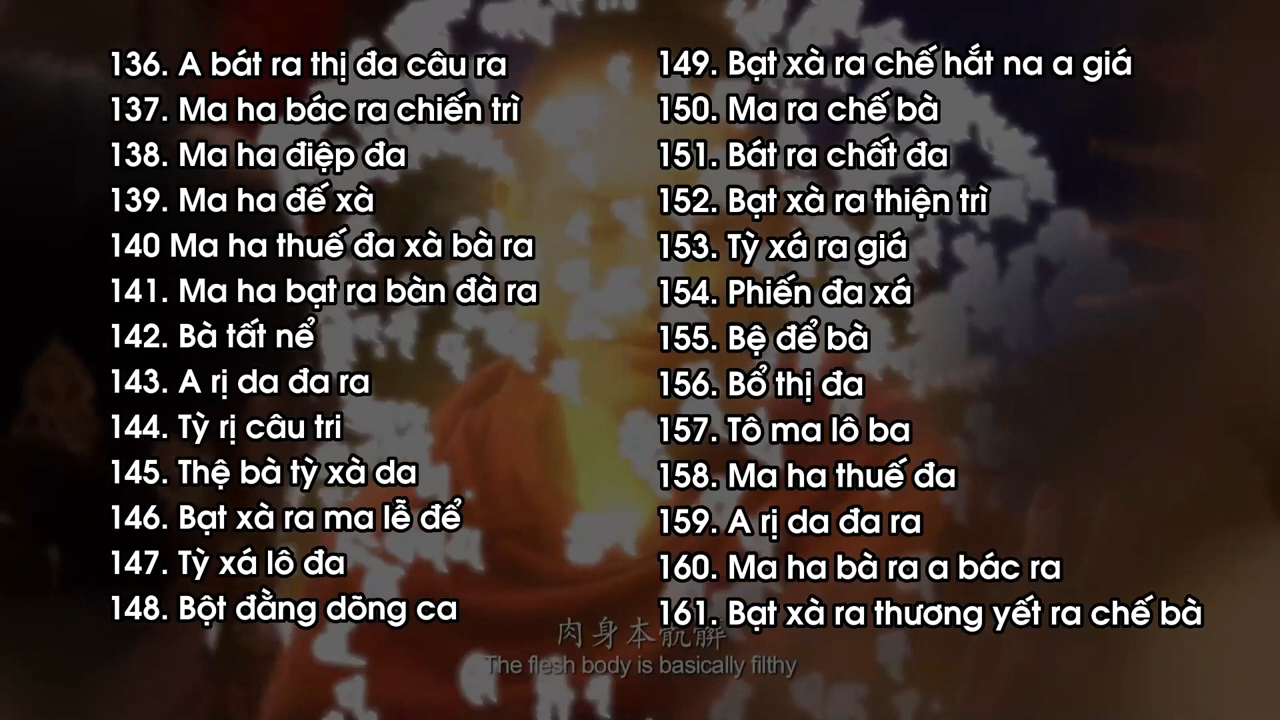 136. A bát ra thị đa câu ra
137. Ma ha bác ra chiến trì
138. Ma ha điệp đa
139. Ma ha đế xà
140 Ma ha thuế đa xà bà ra
141. Ma ha bạt ra bàn đà ra
142. Bà tất nể
143. A rị da đa ra
144. Tỳ rị câu tri
145. Thệ bà tỳ xà da
146. Bạt xà ra ma lễ để
147. Tỳ xá lô đa
148. Bột đằng dõng ca
149. Bạt xà ra chế hắt na a giá
150. Ma ra chế bà
151. Bát ra chất đa
152. Bạt xà ra thiện trì
153. Tỳ xá ra giá
154. Phiến đa xá
155. Bệ để bà
156. Bổ thị đa
157. Tô ma lô ba
158. Ma ha thuế đa
159. A rị da đa ra
160. Ma ha bà ra a bác ra
161. Bạt xà ra thương yết ra chế bà
肉身本骯髒
The flesh body is basically filthy